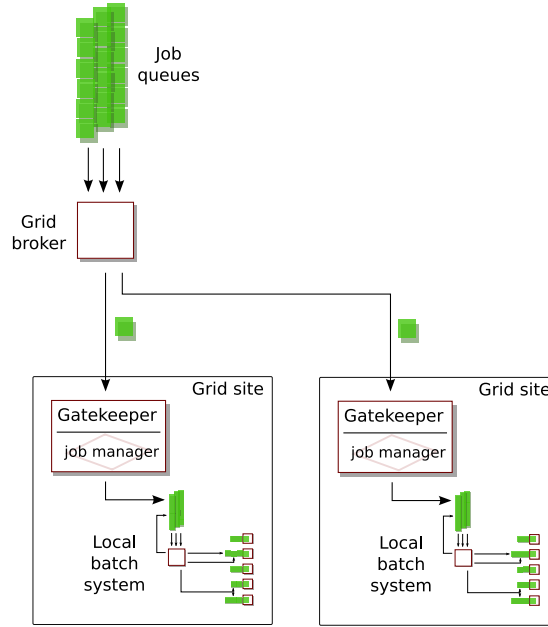 Job
queues
Grid
broker
Grid site
Gatekeeper
job manager
Local
batch
system
Grid site
Gatekeeper
job manager
Local
batch
system